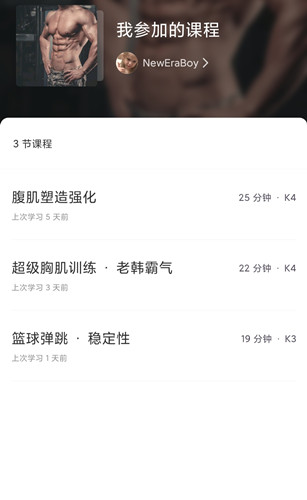 我参加的课程
NewEraBoy
3 节课程
腹肌塑造强化
25 分钟 · K4
上次学习 5 天前
超级胸肌训练 · 老韩霸气
22 分钟 · K4
上次学习 3 天前
篮球弹跳 · 稳定性
19 分钟 · K3
上次学习 1 天前